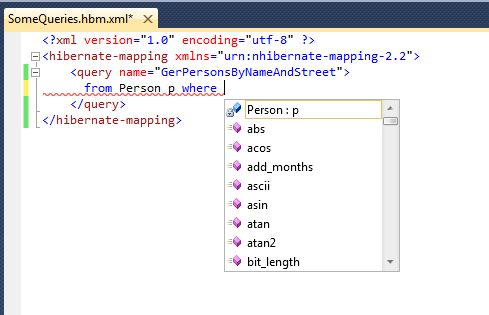 SomeQueries.hbm.xml*
<?xml version="1.0" encoding="utf-8" ?>
<hibernate-mapping xmlns="urn:nhibernate-mapping-2.2">
<query name="GerPersonsByNameAndStreet">
from Person p where
</query>
</hibernate-mapping>
Person : p
abs
acos
add_months
ascii
asin
atan
atan2
bit_length